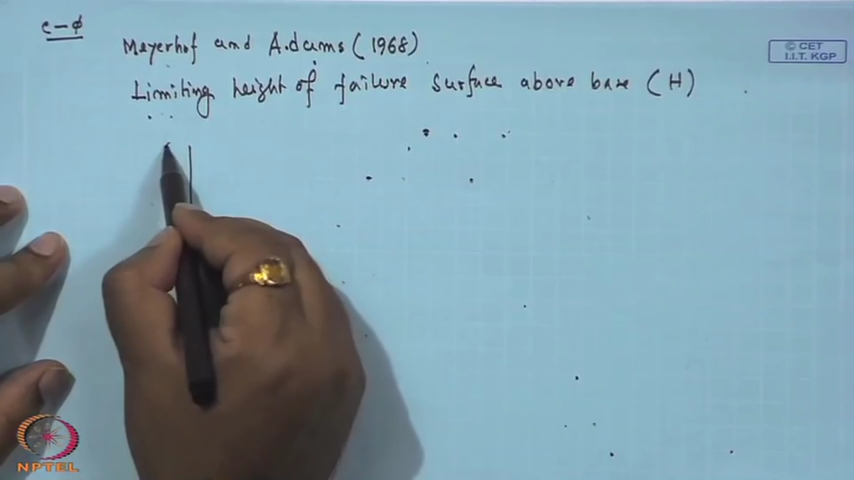 c-φ
Meyerhof and Adams (1968)
Limiting height of failure surface above base (H)
© CET
I.I.T. KGP
NPTEL